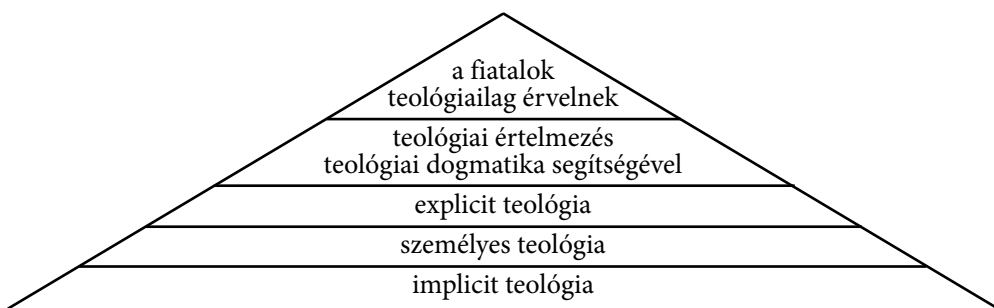 a fiatalok
teológiailag érvelnek
teológiai értelmezés
teológiai dogmatika segítségével
explicit teológia
személyes teológia
implicit teológia